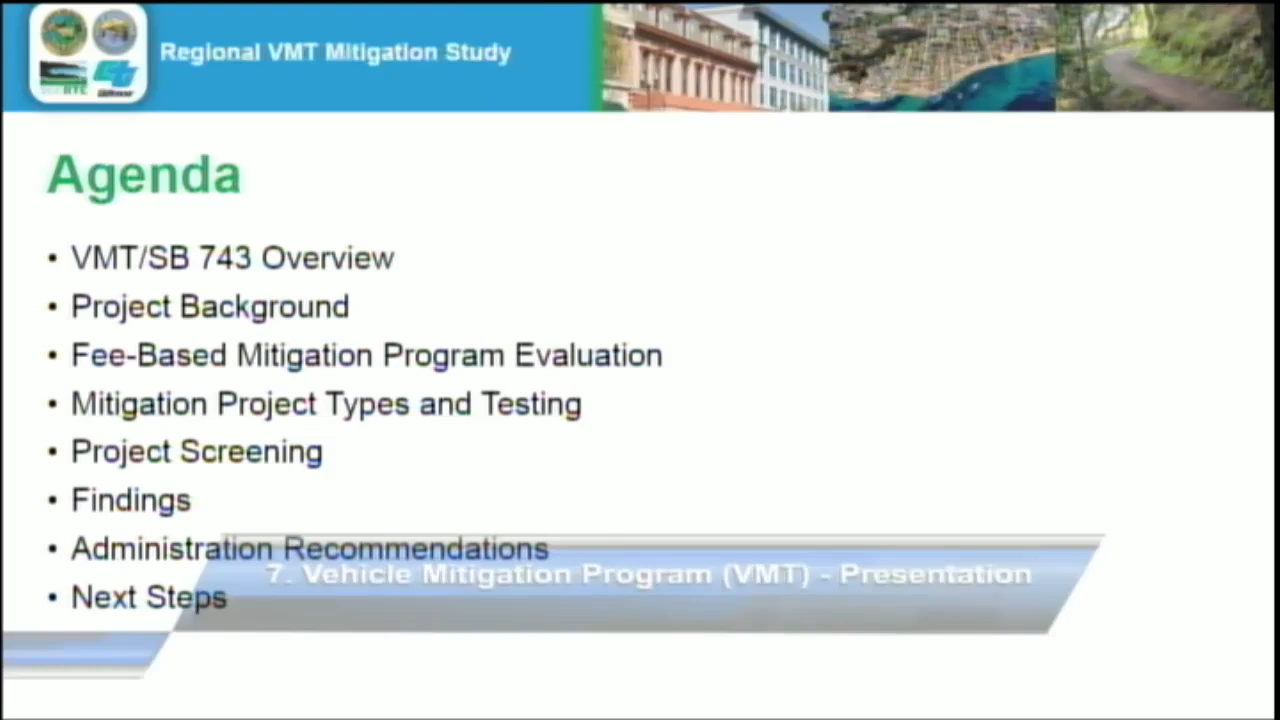 Regional VMT Mitigation Study
Agenda
• VMT/SB 743 Overview
• Project Background
• Fee-Based Mitigation Program Evaluation
• Mitigation Project Types and Testing
• Project Screening
• Findings
• Administration Recommendations
7. Vehicle Mitigation Program (VMT) - Presentation
• Next Steps